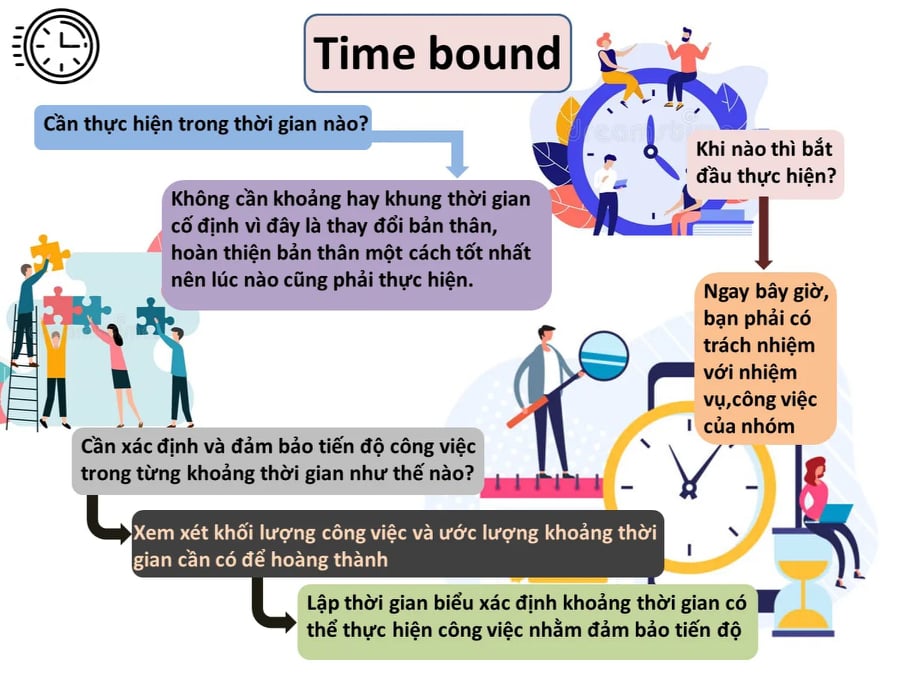 Time bound
Cần thực hiện trong thời gian nào?
Không cần khoảng hay khung thời gian
cố định vì đây là thay đổi bản thân,
hoàn thiện bản thân một cách tốt nhất
nên lúc nào cũng phải thực hiện.
Khi nào thì bắt
đầu thực hiện?
Ngay bây giờ,
bạn phải có
trách nhiệm
với nhiệm
vụ,công việc
của nhóm
Cần xác định và đảm bảo tiến độ công việc
trong từng khoảng thời gian như thế nào?
Xem xét khối lượng công việc và ước lượng khoảng thời
gian cần có để hoàng thành
Lập thời gian biểu xác định khoảng thời gian có
thể thực hiện công việc nhằm đảm bảo tiến độ